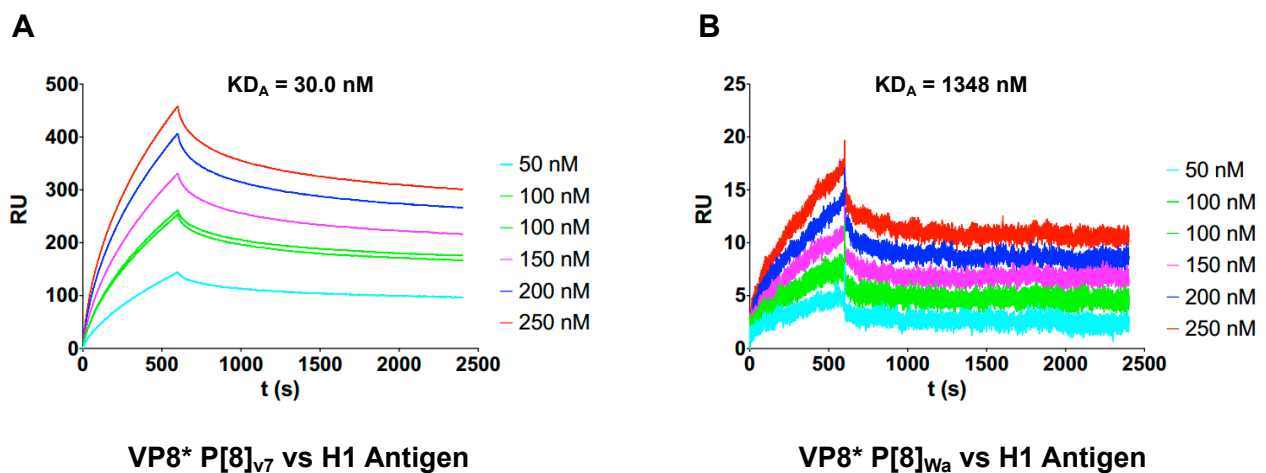 A
KD_A = 30.0 nM
RU
500
400
300
200
100
0
0 500 1000 1500 2000 2500
t (s)
50 nM
100 nM
100 nM
150 nM
200 nM
250 nM
VP8* P[8]v7 vs H1 Antigen
B
KD_A = 1348 nM
RU
25
20
15
10
5
0
0 500 1000 1500 2000 2500
t (s)
50 nM
100 nM
100 nM
150 nM
200 nM
250 nM
VP8* P[8]Wa vs H1 Antigen